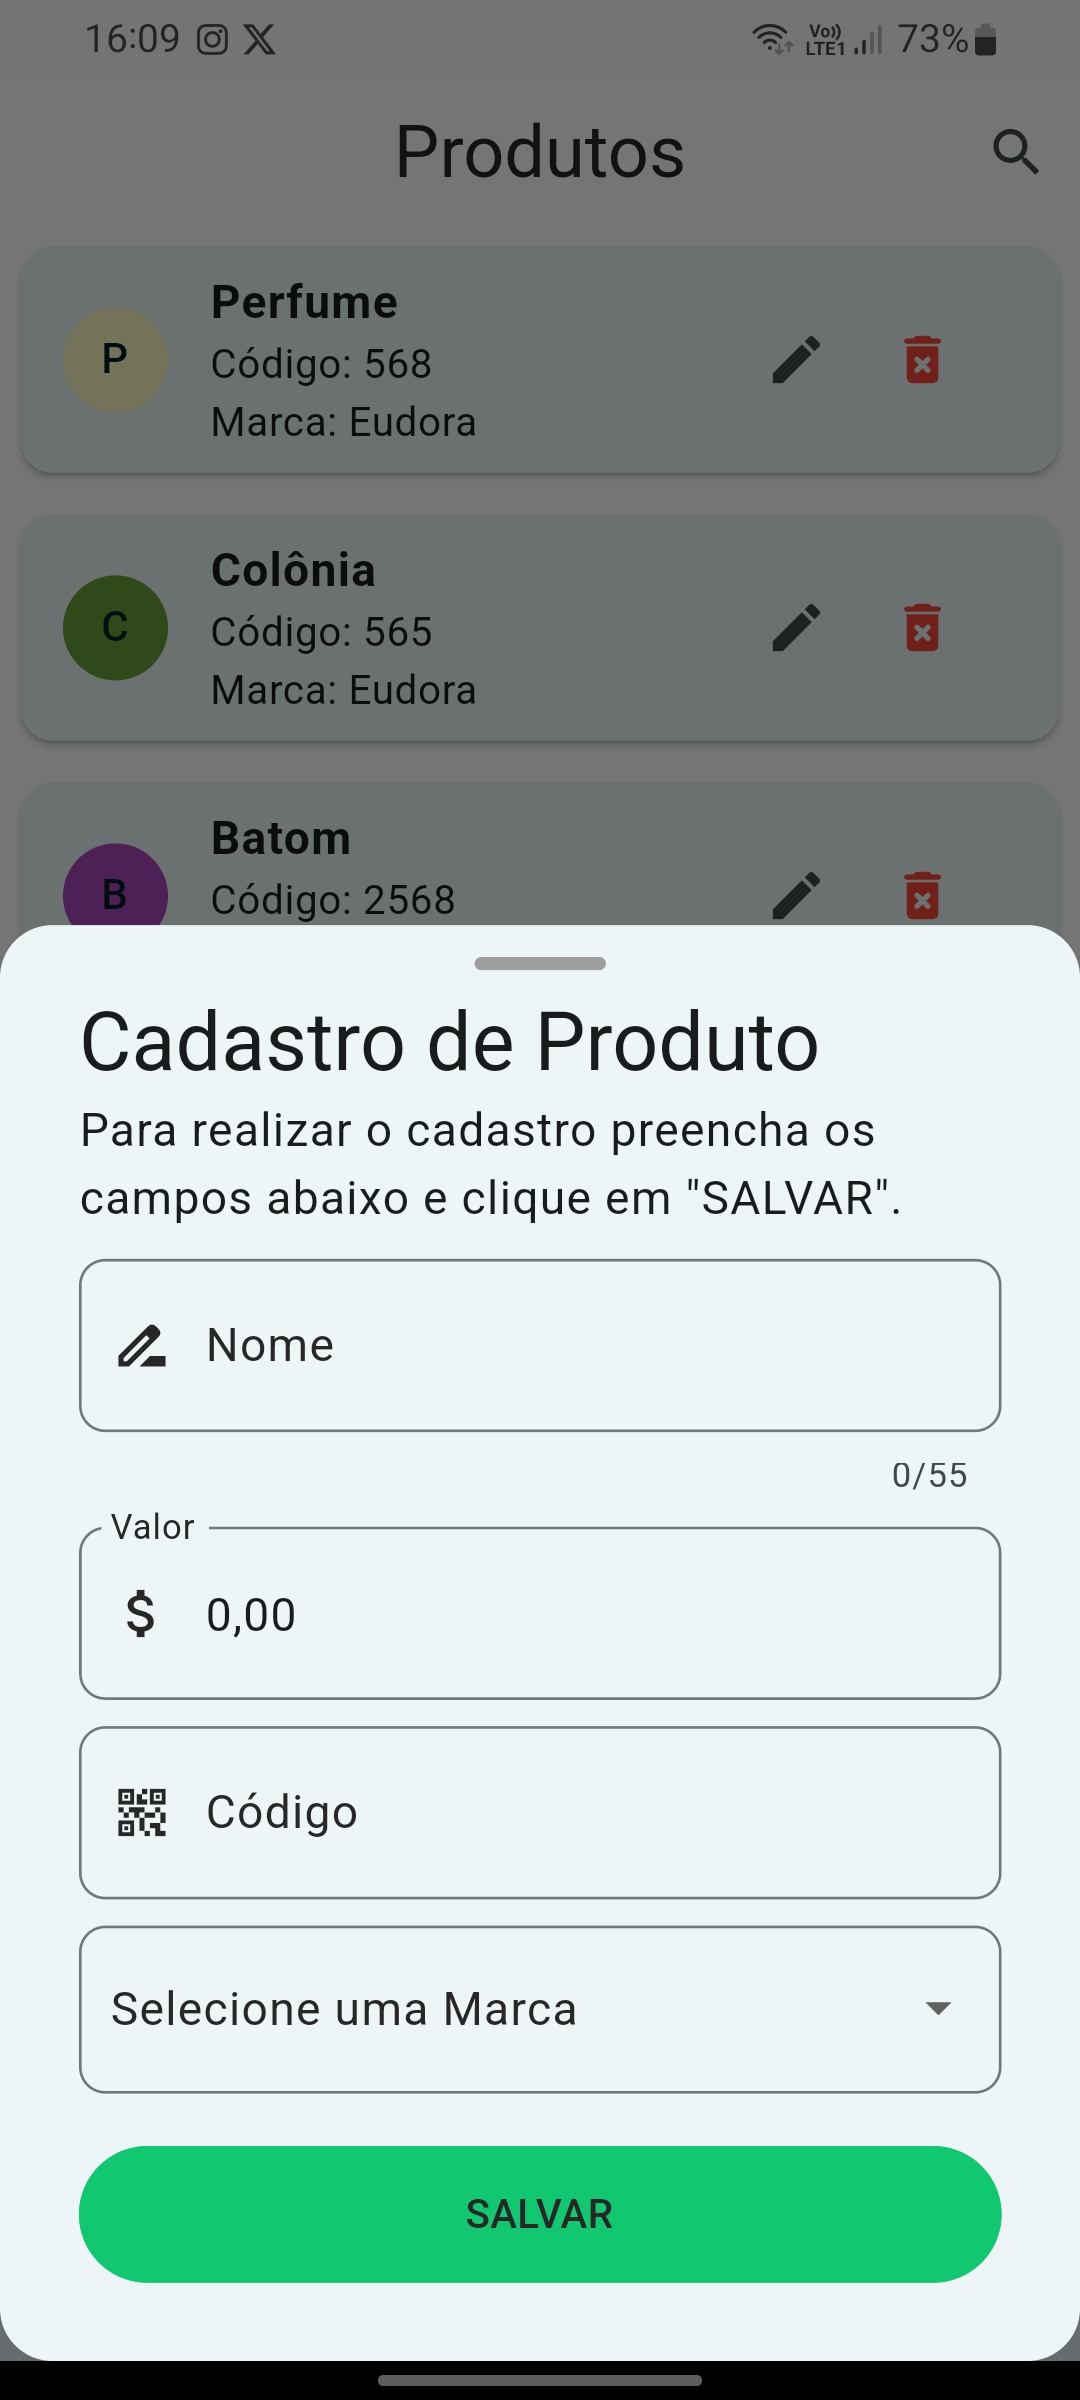 16:09
Vo))
LTE1
73%
Produtos
P
Perfume
Código: 568
Marca: Eudora
C
Colônia
Código: 565
Marca: Eudora
B
Batom
Código: 2568
Cadastro de Produto
Para realizar o cadastro preencha os
campos abaixo e clique em "SALVAR".
Nome
0/55
Valor
$ 0,00
Código
Selecione uma Marca
SALVAR